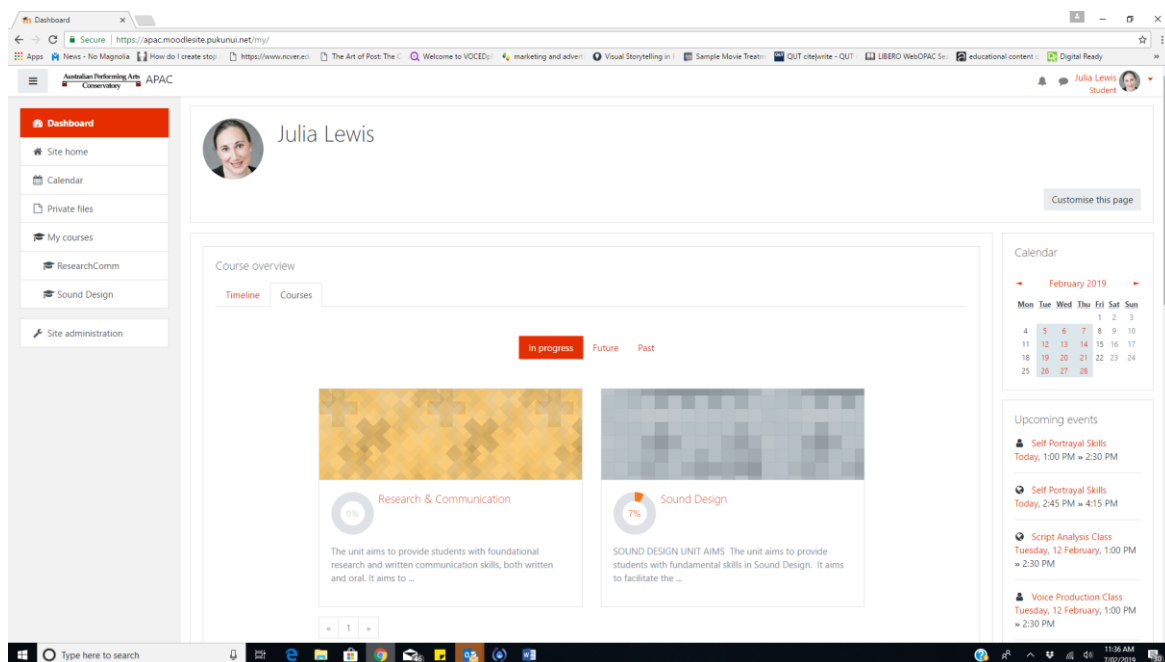 Dashboard
Secure | https://apac.moodlesite.pukunui.net/my/
Apps News - No Magnolia How do I create stop https://www.ncver.ed The Art of Post: The C Welcome to VOCEDpl marketing and advert Visual Storytelling in Sample Movie Treatm QUT cite|write - QUT LIBERO WebOPAC Se educational content o Digital Ready
Australian Performing Arts
Conservatory
APAC
Julia Lewis
Student
Dashboard
Site home
Calendar
Private files
My courses
ResearchComm
Sound Design
Site administration
Julia Lewis
Customise this page
Course overview
Timeline Courses
In progress Future Past
0% Research & Communication
The unit aims to provide students with foundational
research and written communication skills, both written
and oral. It aims to ...
7% Sound Design
SOUND DESIGN UNIT AIMS The unit aims to provide
students with fundamental skills in Sound Design. It aims
to facilitate the ...
« 1 »
Calendar
February 2019
Mon Tue Wed Thu Fri Sat Sun
1 2 3
4 5 6 7 8 9 10
11 12 13 14 15 16 17
18 19 20 21 22 23 24
25 26 27 28
Upcoming events
Self Portrayal Skills
Today, 1:00 PM » 2:30 PM
Self Portrayal Skills
Today, 2:45 PM » 4:15 PM
Script Analysis Class
Tuesday, 12 February, 1:00 PM
» 2:30 PM
Voice Production Class
Tuesday, 12 February, 1:00 PM
» 2:30 PM
Type here to search
11:36 AM
7/02/2019